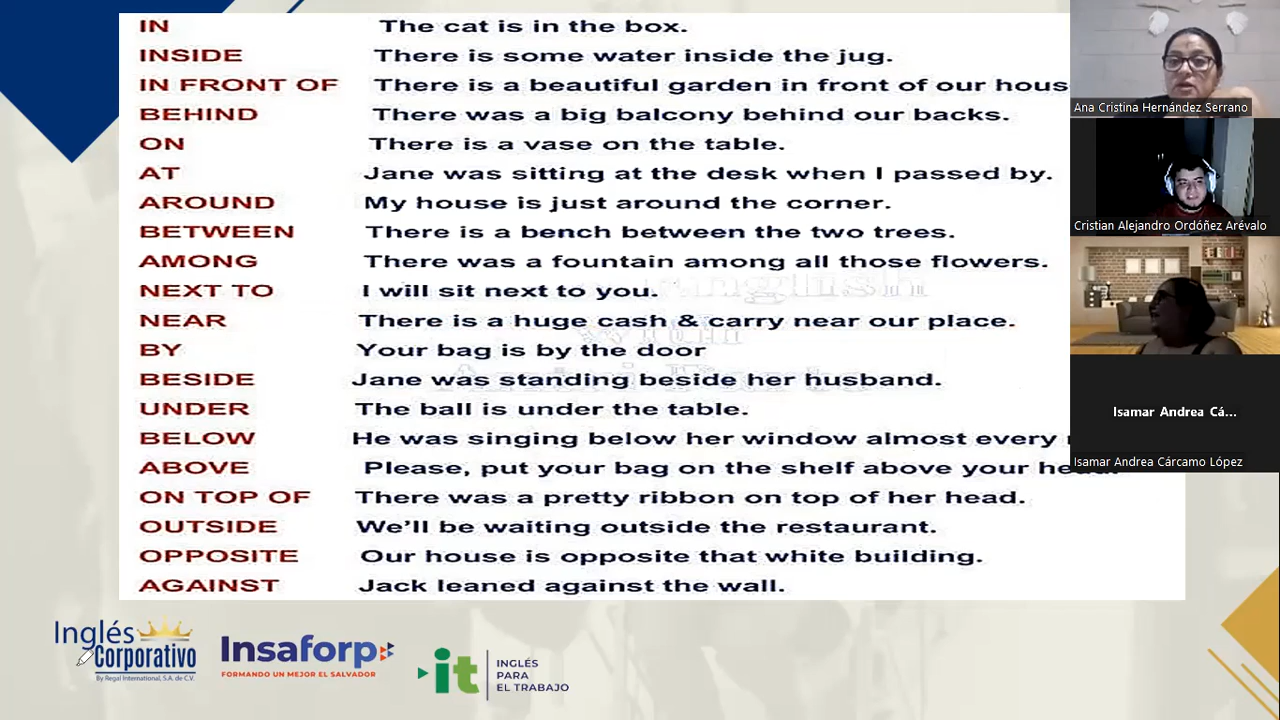 IN The cat is in the box.
INSIDE There is some water inside the jug.
IN FRONT OF There is a beautiful garden in front of our hous
BEHIND There was a big balcony behind our backs.
ON There is a vase on the table.
AT Jane was sitting at the desk when I passed by.
AROUND My house is just around the corner.
BETWEEN There is a bench between the two trees.
AMONG There was a fountain among all those flowers.
NEXT TO I will sit next to you.
NEAR There is a huge cash & carry near our place.
BY Your bag is by the door
BESIDE Jane was standing beside her husband.
UNDER The ball is under the table.
BELOW He was singing below her window almost every
ABOVE Please, put your bag on the shelf above your head.
ON TOP OF There was a pretty ribbon on top of her head.
OUTSIDE We'll be waiting outside the restaurant.
OPPOSITE Our house is opposite that white building.
AGAINST Jack leaned against the wall.
Ana Cristina Hernández Serrano
Cristian Alejandro Ordóñez Arévalo
Isamar Andrea Cá...
Isamar Andrea Cárcamo López
Inglés
Corporativo
By Regal International, S.A. de C.V.
Insaforp
FORMANDO UN MEJOR EL SALVADOR
it
INGLÉS
PARA
EL TRABAJO